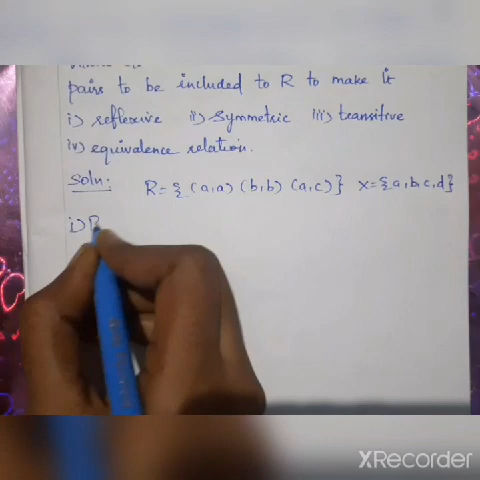 pairs to be included to R to make it
i) reflexive ii) Symmetric iii) transitive
iv) equivalence relation.
Soln:
R={ (a,a) (b,b) (a,c)} X={a,b,c,d}
i) R
XRecorder